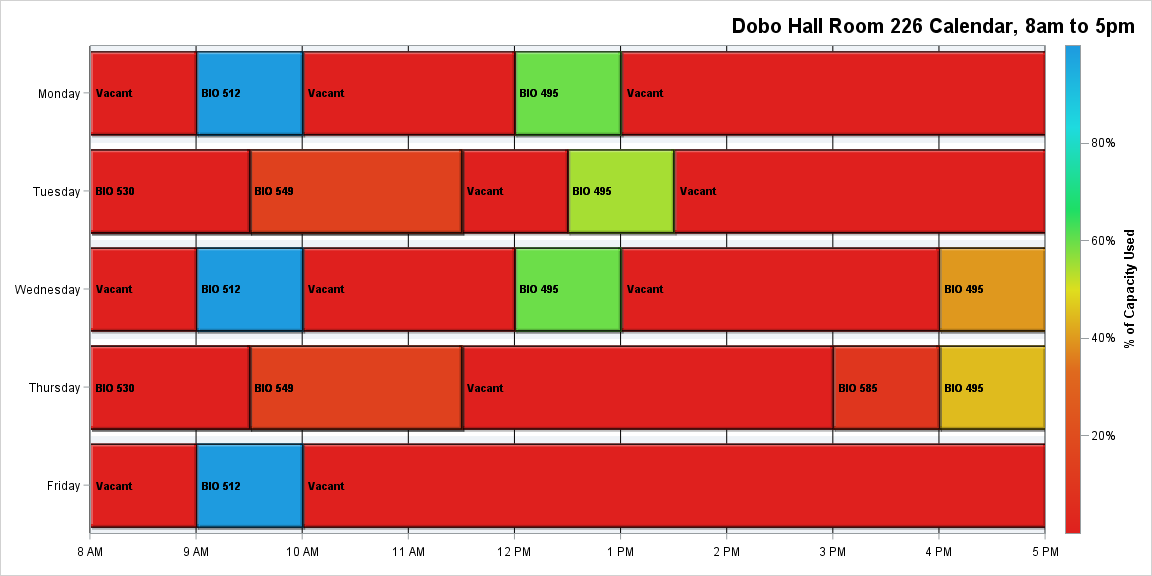 Dobo Hall Room 226 Calendar, 8am to 5pm
Monday
Vacant
BIO 512
Vacant
BIO 495
Vacant
Tuesday
BIO 530
BIO 549
Vacant
BIO 495
Vacant
Wednesday
Vacant
BIO 512
Vacant
BIO 495
Vacant
BIO 495
Thursday
BIO 530
BIO 549
Vacant
BIO 585
BIO 495
Friday
Vacant
BIO 512
Vacant
8 AM
9 AM
10 AM
11 AM
12 PM
1 PM
2 PM
3 PM
4 PM
5 PM
80%
60%
40%
20%
% of Capacity Used